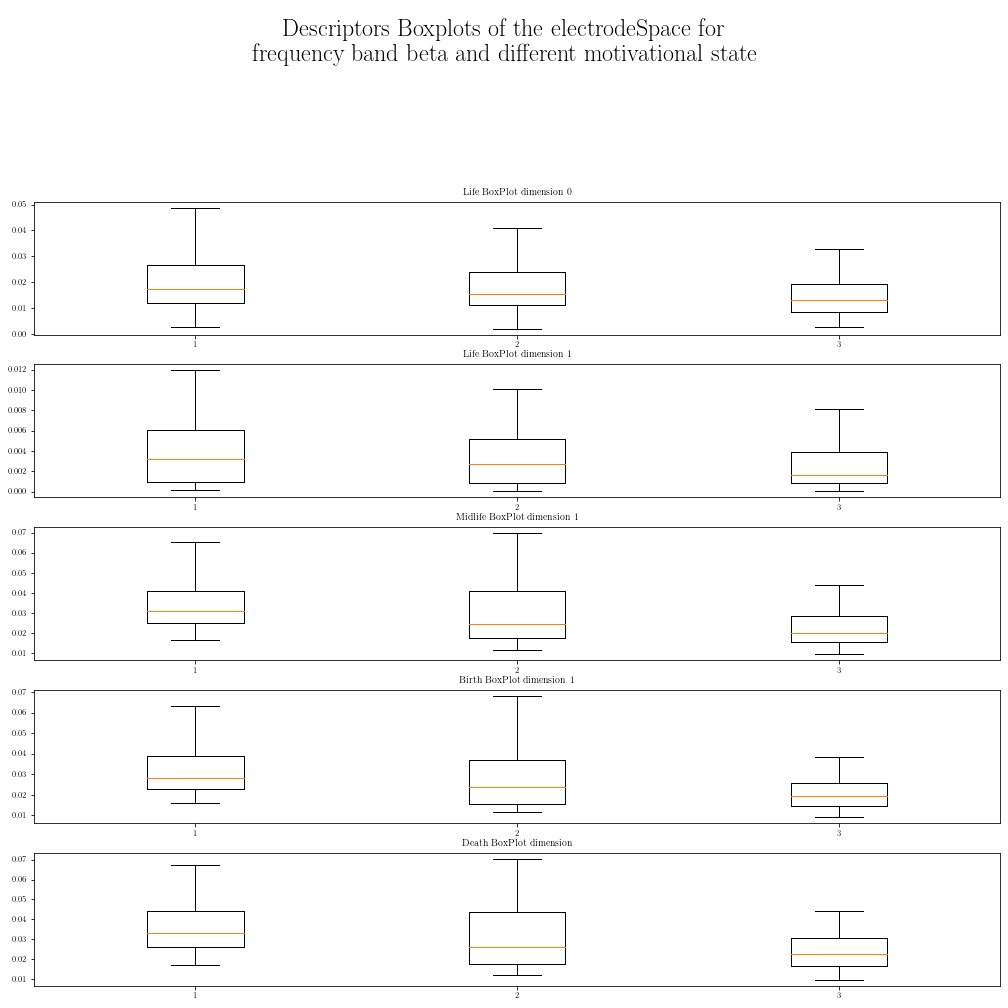 Descriptors Boxplots of the electrodeSpace for
frequency band beta and different motivational state
Life BoxPlot dimension 0
0.05
0.04
0.03
0.02
0.01
0.00
1 2 3
Life BoxPlot dimension 1
0.012
0.010
0.008
0.006
0.004
0.002
0.000
1 2 3
Midlife BoxPlot dimension 1
0.07
0.06
0.05
0.04
0.03
0.02
0.01
1 2 3
Birth BoxPlot dimension 1
0.07
0.06
0.05
0.04
0.03
0.02
0.01
1 2 3
Death BoxPlot dimension
0.07
0.06
0.05
0.04
0.03
0.02
0.01
1 2 3